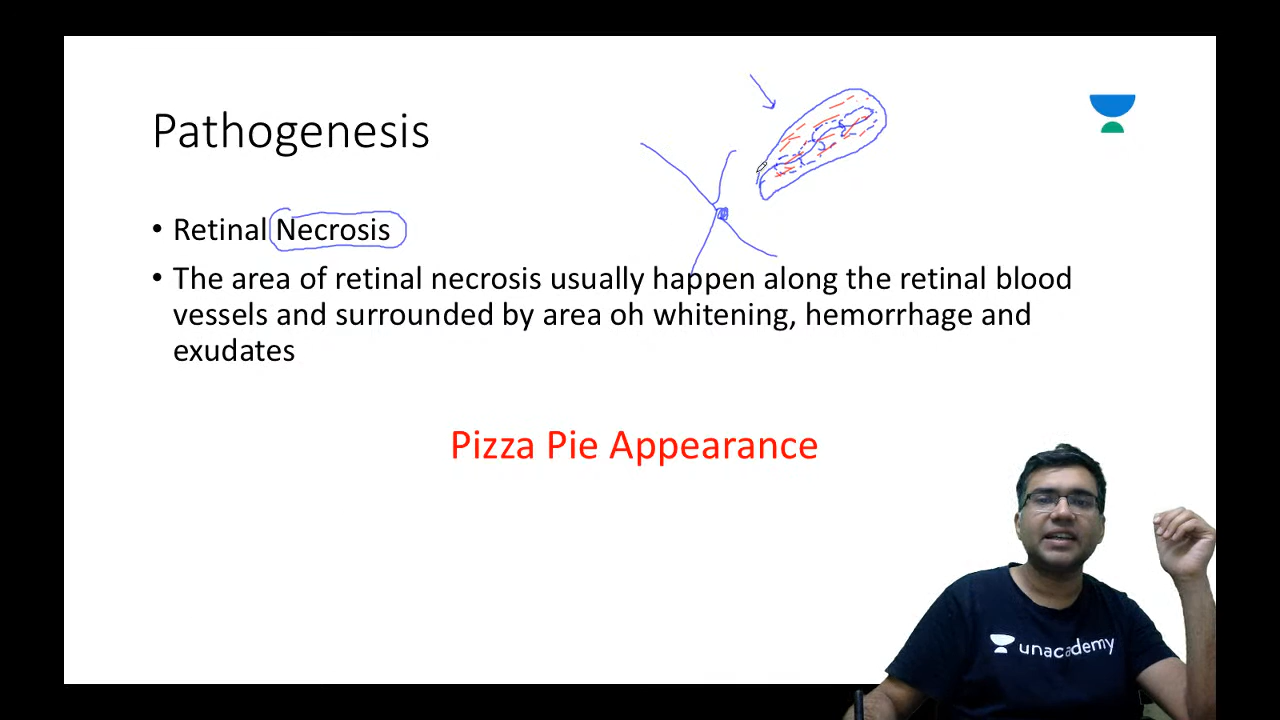 Pathogenesis
• Retinal Necrosis
• The area of retinal necrosis usually happen along the retinal blood
vessels and surrounded by area oh whitening, hemorrhage and
exudates
Pizza Pie Appearance
unacademy